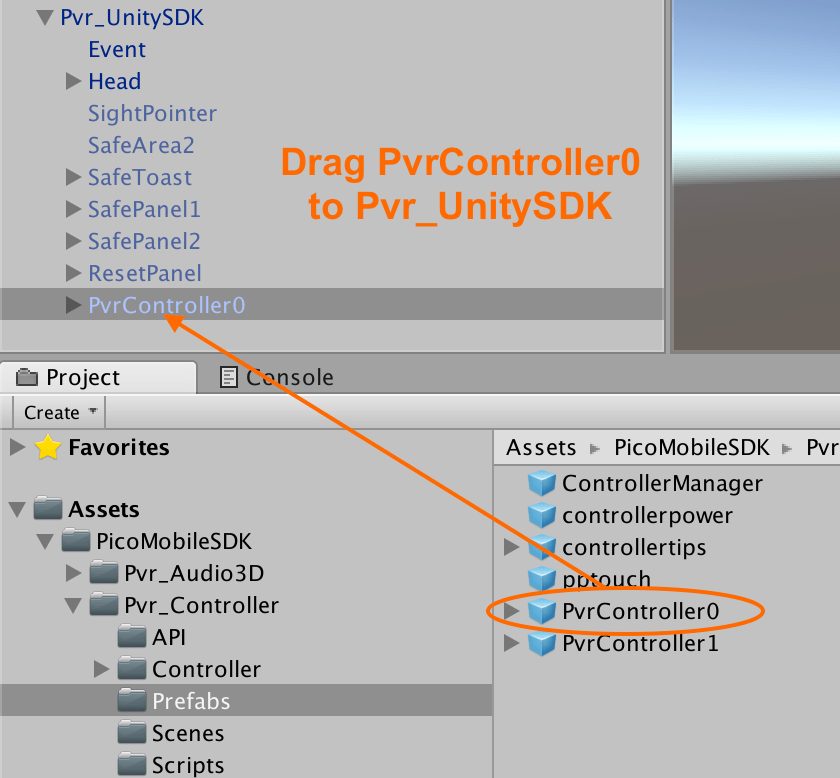 Pvr_UnitySDK
Event
Head
SightPointer
SafeArea2
SafeToast
SafePanel1
SafePanel2
ResetPanel
PvrController0
Drag PvrController0
to Pvr_UnitySDK
Project
Console
Create
Favorites
Assets
PicoMobileSDK
Pvr_Audio3D
Pvr_Controller
API
Controller
Prefabs
Scenes
Scripts
Assets PicoMobileSDK Pvr
ControllerManager
controllerpower
controllertips
pptouch
PvrController0
PvrController1